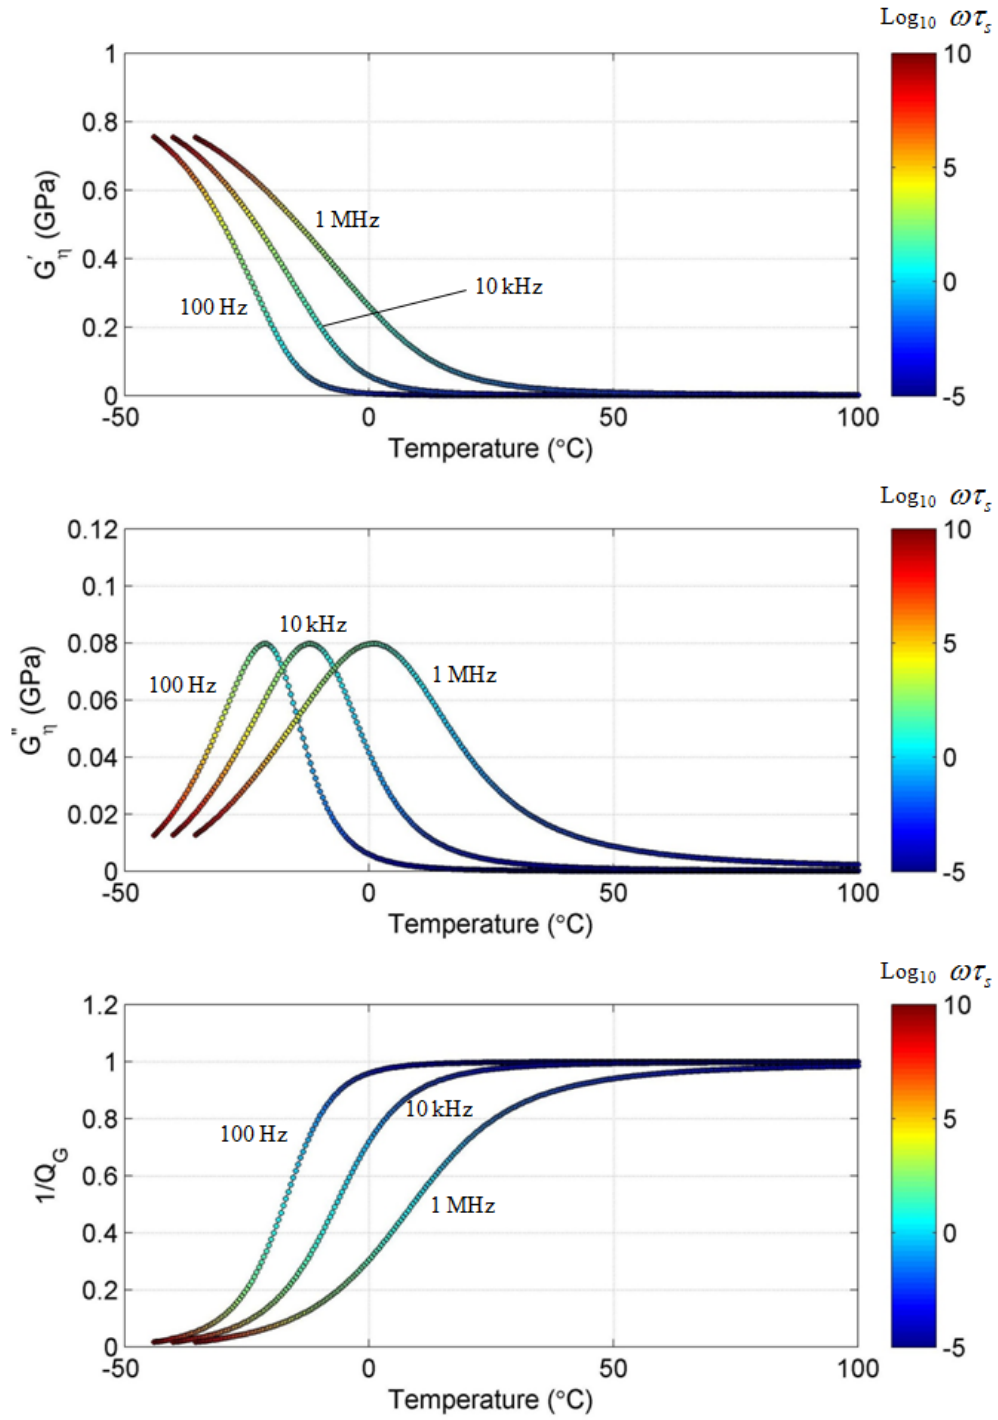 Log₁₀ ωτₛ
1
0.8
0.6
0.4
0.2
0
G'η (GPa)
1 MHz
10 kHz
100 Hz
-50
0
50
100
Temperature (°C)
10
5
0
-5
Log₁₀ ωτₛ
0.12
0.1
0.08
0.06
0.04
0.02
0
G"η (GPa)
10 kHz
100 Hz
1 MHz
-50
0
50
100
Temperature (°C)
10
5
0
-5
Log₁₀ ωτₛ
1.2
1
0.8
0.6
0.4
0.2
0
1/QG
10 kHz
100 Hz
1 MHz
-50
0
50
100
Temperature (°C)
10
5
0
-5